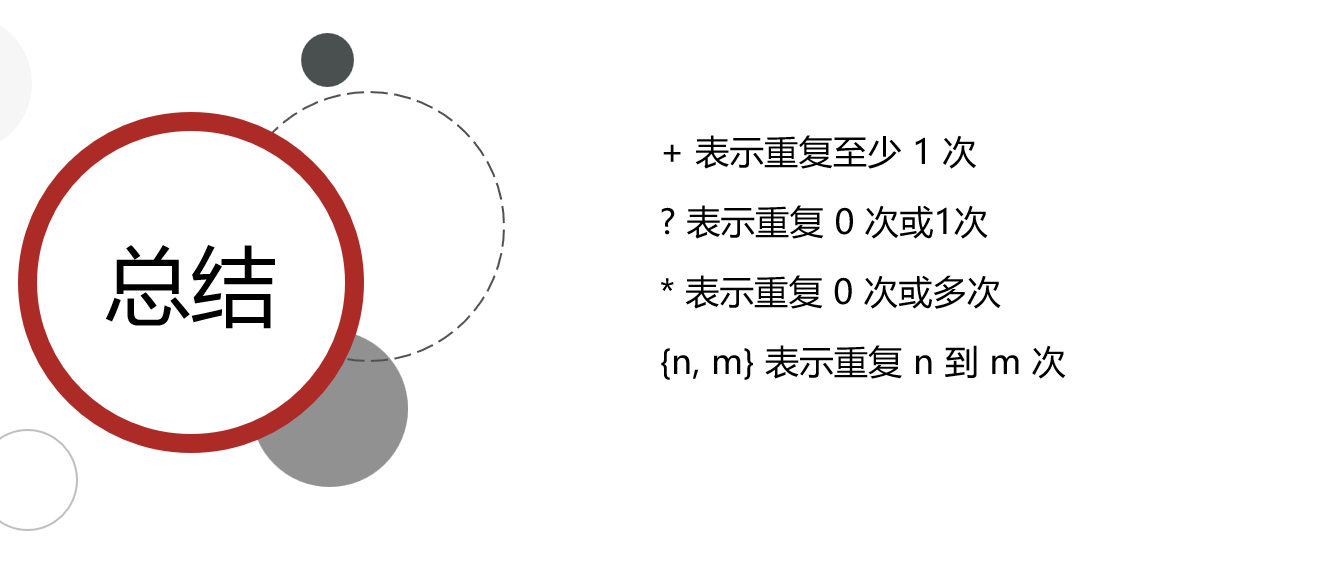 总结
+ 表示重复至少 1 次
? 表示重复 0 次或1次
* 表示重复 0 次或多次
{n, m} 表示重复 n 到 m 次